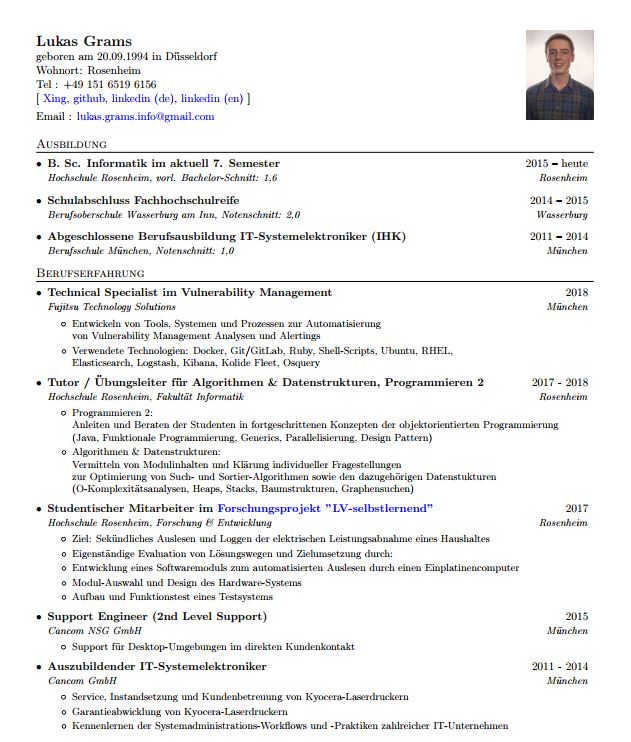 Lukas Grams
geboren am 20.09.1994 in Düsseldorf
Wohnort: Rosenheim
Tel : +49 151 6519 6156
[ Xing, github, linkedin (de), linkedin (en) ]
Email : lukas.grams.info@gmail.com
Ausbildung
• B. Sc. Informatik im aktuell 7. Semester 2015 – heute
Hochschule Rosenheim, vorl. Bachelor-Schnitt: 1,6 Rosenheim
• Schulabschluss Fachhochschulreife 2014 – 2015
Berufsoberschule Wasserburg am Inn, Notenschnitt: 2,0 Wasserburg
• Abgeschlossene Berufsausbildung IT-Systemelektroniker (IHK) 2011 – 2014
Berufsschule München, Notenschnitt: 1,0 München
Berufserfahrung
• Technical Specialist im Vulnerability Management 2018
Fujitsu Technology Solutions München
◦ Entwickeln von Tools, Systemen und Prozessen zur Automatisierung
von Vulnerability Management Analysen und Alertings
◦ Verwendete Technologien: Docker, Git/GitLab, Ruby, Shell-Scripts, Ubuntu, RHEL,
Elasticsearch, Logstash, Kibana, Kolide Fleet, Osquery
• Tutor / Übungsleiter für Algorithmen & Datenstrukturen, Programmieren 2 2017 - 2018
Hochschule Rosenheim, Fakultät Informatik Rosenheim
◦ Programmieren 2:
Anleiten und Beraten der Studenten in fortgeschrittenen Konzepten der objektorientierten Programmierung
(Java, Funktionale Programmierung, Generics, Parallelisierung, Design Pattern)
◦ Algorithmen & Datenstrukturen:
Vermitteln von Modulinhalten und Klärung individueller Fragestellungen
zur Optimierung von Such- und Sortier-Algorithmen sowie den dazugehörigen Datenstukturen
(O-Komplexitätsanalysen, Heaps, Stacks, Baumstrukturen, Graphensuchen)
• Studentischer Mitarbeiter im Forschungsprojekt ”LV-selbstlernend” 2017
Hochschule Rosenheim, Forschung & Entwicklung Rosenheim
◦ Ziel: Sekündliches Auslesen und Loggen der elektrischen Leistungsabnahme eines Haushaltes
◦ Eigenständige Evaluation von Lösungswegen und Zielumsetzung durch:
◦ Entwicklung eines Softwaremoduls zum automatisierten Auslesen durch einen Einplatinencomputer
◦ Modul-Auswahl und Design des Hardware-Systems
◦ Aufbau und Funktionstest eines Testsystems
• Support Engineer (2nd Level Support) 2015
Cancom NSG GmbH München
◦ Support für Desktop-Umgebungen im direkten Kundenkontakt
• Auszubildender IT-Systemelektroniker 2011 - 2014
Cancom GmbH München
◦ Service, Instandsetzung und Kundenbetreuung von Kyocera-Laserdruckern
◦ Garantieabwicklung von Kyocera-Laserdruckern
◦ Kennenlernen der Systemadministrations-Workflows und -Praktiken zahlreicher IT-Unternehmen